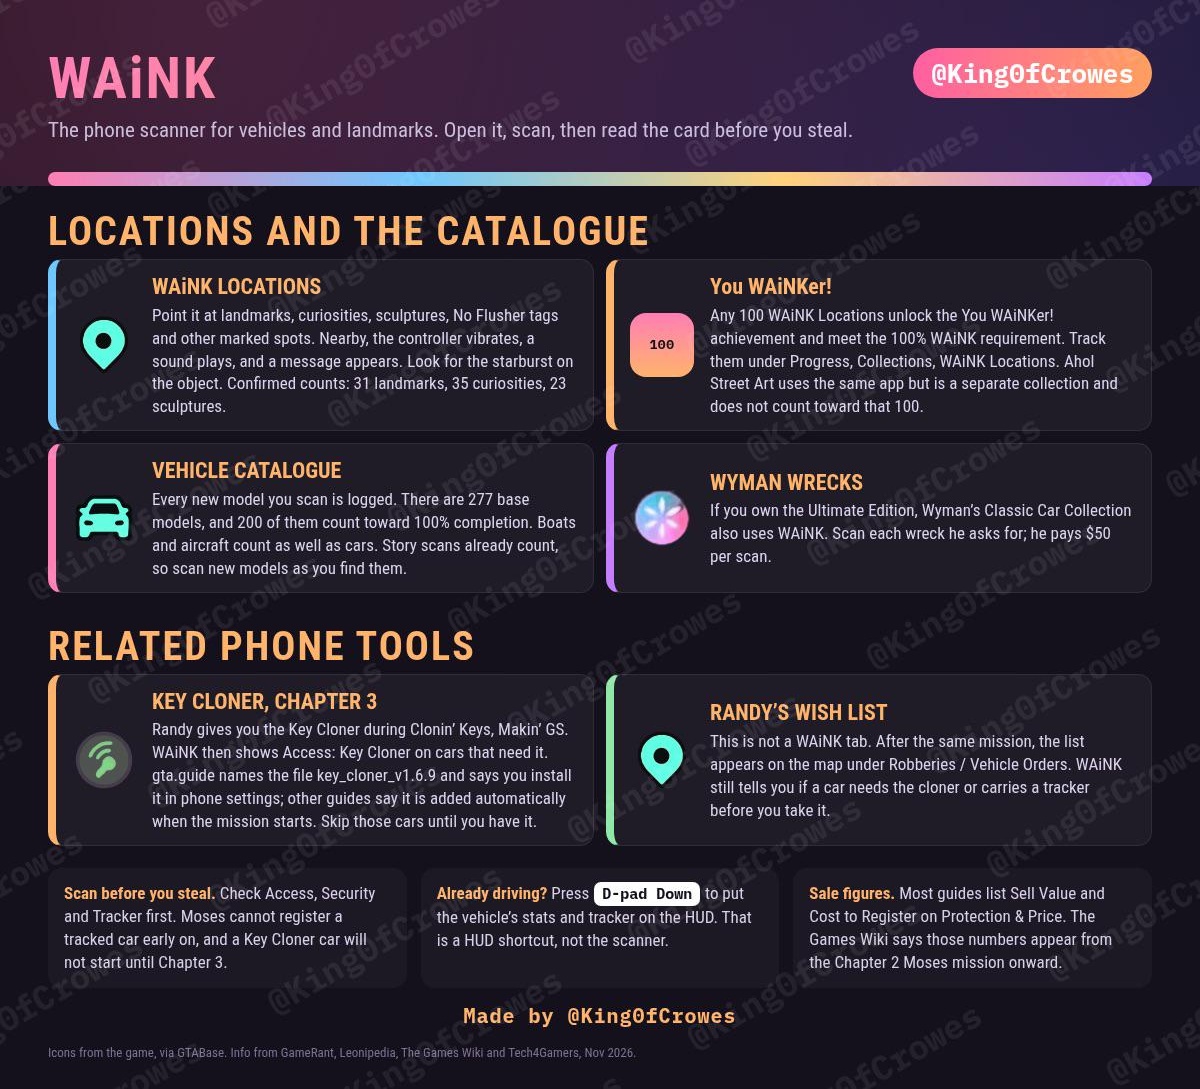 WAiNK
@King0fCrowes
The phone scanner for vehicles and landmarks. Open it, scan, then read the card before you steal.
LOCATIONS AND THE CATALOGUE
WAiNK LOCATIONS
Point it at landmarks, curiosities, sculptures, No Flusher tags
and other marked spots. Nearby, the controller vibrates, a
sound plays, and a message appears. Look for the starburst on
the object. Confirmed counts: 31 landmarks, 35 curiosities, 23
sculptures.
100
You WAiNKer!
Any 100 WAiNK Locations unlock the You WAiNKer!
achievement and meet the 100% WAiNK requirement. Track
them under Progress, Collections, WAiNK Locations. Ahol
Street Art uses the same app but is a separate collection and
does not count toward that 100.
VEHICLE CATALOGUE
Every new model you scan is logged. There are 277 base
models, and 200 of them count toward 100% completion. Boats
and aircraft count as well as cars. Story scans already count,
so scan new models as you find them.
WYMAN WRECKS
If you own the Ultimate Edition, Wyman's Classic Car Collection
also uses WAiNK. Scan each wreck he asks for; he pays $50
per scan.
RELATED PHONE TOOLS
KEY CLONER, CHAPTER 3
Randy gives you the Key Cloner during Clonin' Keys, Makin' GS.
WAiNK then shows Access: Key Cloner on cars that need it.
gta.guide names the file key_cloner_v1.6.9 and says you install
it in phone settings; other guides say it is added automatically
when the mission starts. Skip those cars until you have it.
RANDY'S WISH LIST
This is not a WAiNK tab. After the same mission, the list
appears on the map under Robberies / Vehicle Orders. WAiNK
still tells you if a car needs the cloner or carries a tracker
before you take it.
Scan before you steal. Check Access, Security
and Tracker first. Moses cannot register a
tracked car early on, and a Key Cloner car will
not start until Chapter 3.
Already driving? Press D-pad Down to put
the vehicle's stats and tracker on the HUD. That
is a HUD shortcut, not the scanner.
Sale figures. Most guides list Sell Value and
Cost to Register on Protection & Price. The
Games Wiki says those numbers appear from
the Chapter 2 Moses mission onward.
Made by @King0fCrowes
Icons from the game, via GTABase. Info from GameRant, Leonipedia, The Games Wiki and Tech4Gamers, Nov 2026.